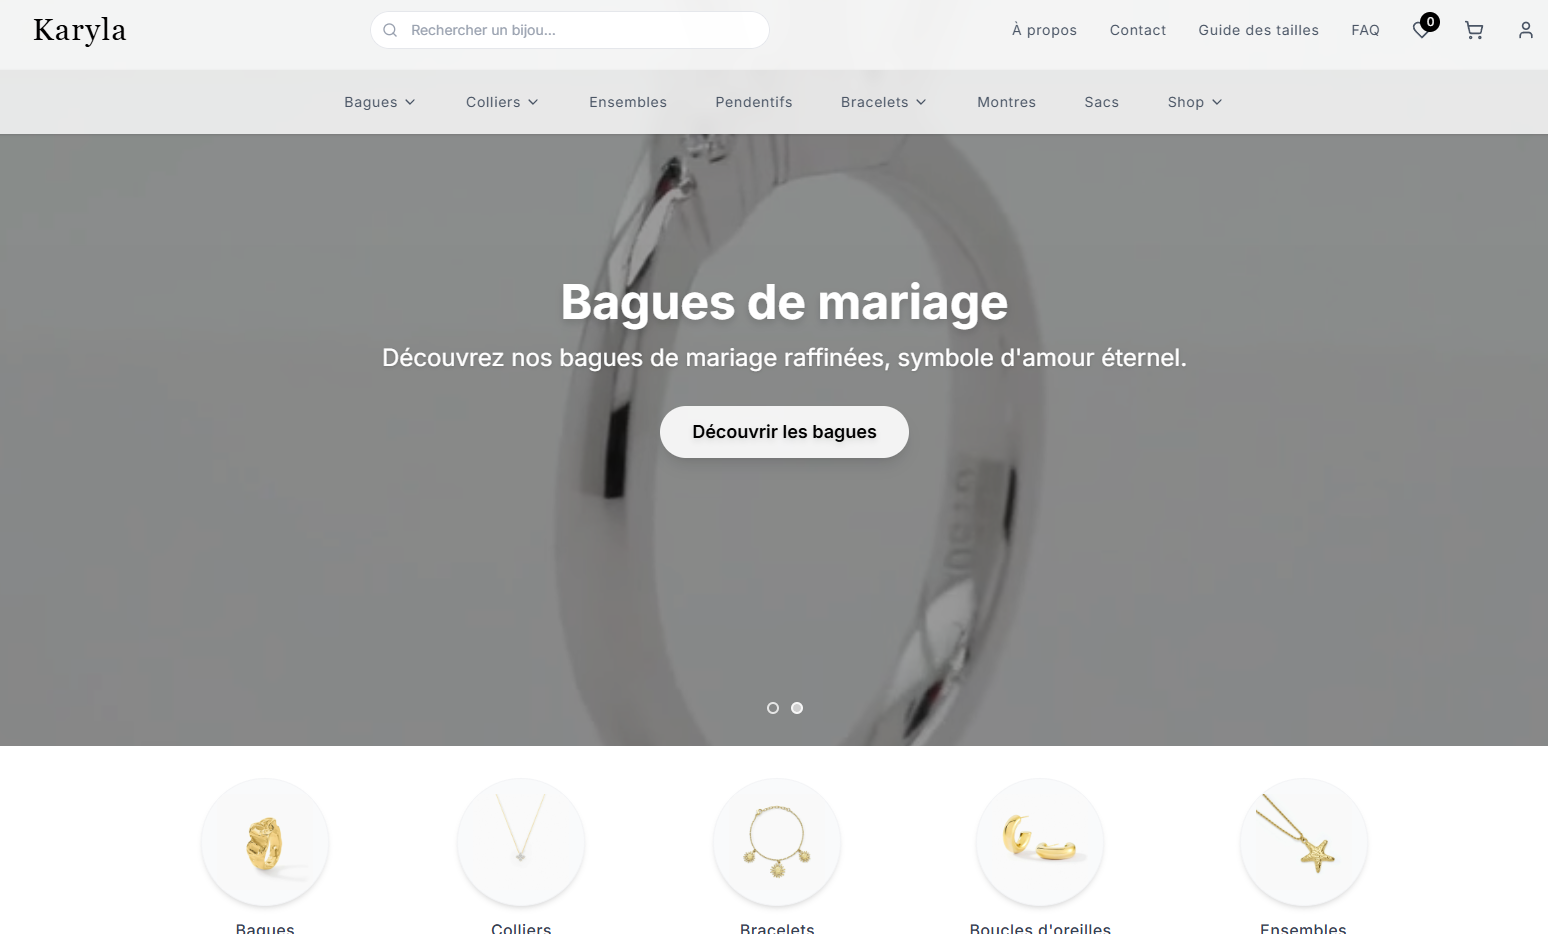 Karyla
Rechercher un bijou...
À propos
Contact
Guide des tailles
FAQ
0
Bagues
Colliers
Ensembles
Pendentifs
Bracelets
Montres
Sacs
Shop
Bagues de mariage
Découvrez nos bagues de mariage raffinées, symbole d'amour éternel.
Découvrir les bagues
Bagues
Colliers
Bracelets
Boucles d'oreilles
Ensembles